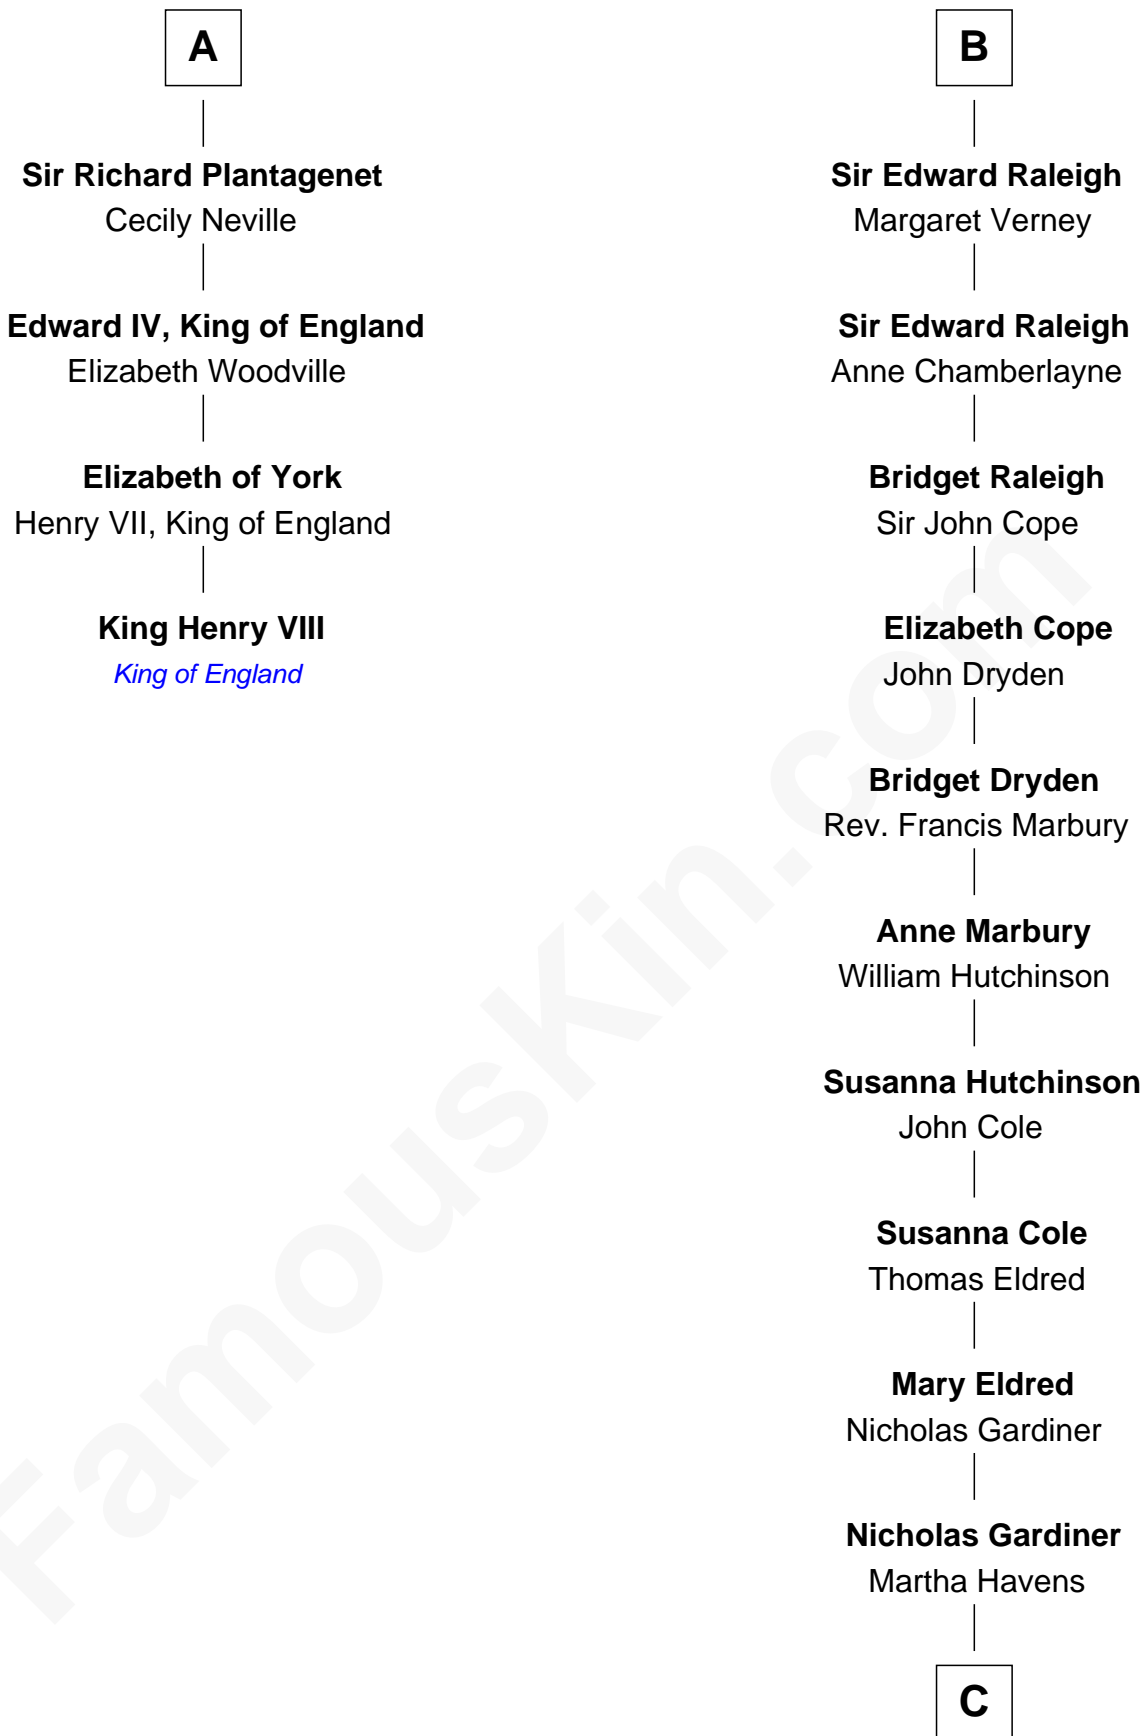 A
Sir Richard Plantagenet
Cecily Neville
Edward IV, King of England
Elizabeth Woodville
Elizabeth of York
Henry VII, King of England
King Henry VIII
King of England
B
Sir Edward Raleigh
Margaret Verney
Sir Edward Raleigh
Anne Chamberlayne
Bridget Raleigh
Sir John Cope
Elizabeth Cope
John Dryden
Bridget Dryden
Rev. Francis Marbury
Anne Marbury
William Hutchinson
Susanna Hutchinson
John Cole
Susanna Cole
Thomas Eldred
Mary Eldred
Nicholas Gardiner
Nicholas Gardiner
Martha Havens
C
FamousKin.com